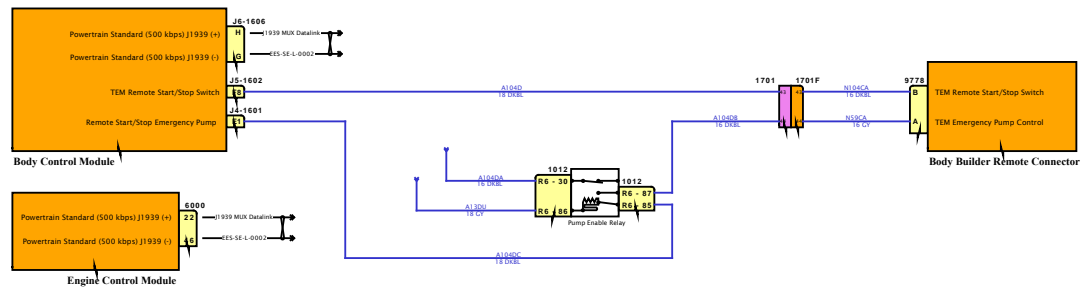 J6-1606
Powertrain Standard (500 kbps) J1939 (+)
H
J1939 MUX Datalink
Powertrain Standard (500 kbps) J1939 (-)
G
EES-SE-L-0002
J5-1602
TEM Remote Start/Stop Switch
E8
A104D
18 DKBL
J4-1601
Remote Start/Stop Emergency Pump
E1
Body Control Module
1701
1701F
N104CA
16 DKBL
9778
B
TEM Remote Start/Stop Switch
A104DB
16 DKBL
N59CA
16 GY
A
TEM Emergency Pump Control
Body Builder Remote Connector
1012
A104DA
16 DKBL
R6 - 30
1012
R6 - 87
A13DU
18 GY
R6 - 86
R6 - 85
Pump Enable Relay
A104DC
18 DKBL
6000
Powertrain Standard (500 kbps) J1939 (+)
22
J1939 MUX Datalink
Powertrain Standard (500 kbps) J1939 (-)
46
EES-SE-L-0002
Engine Control Module